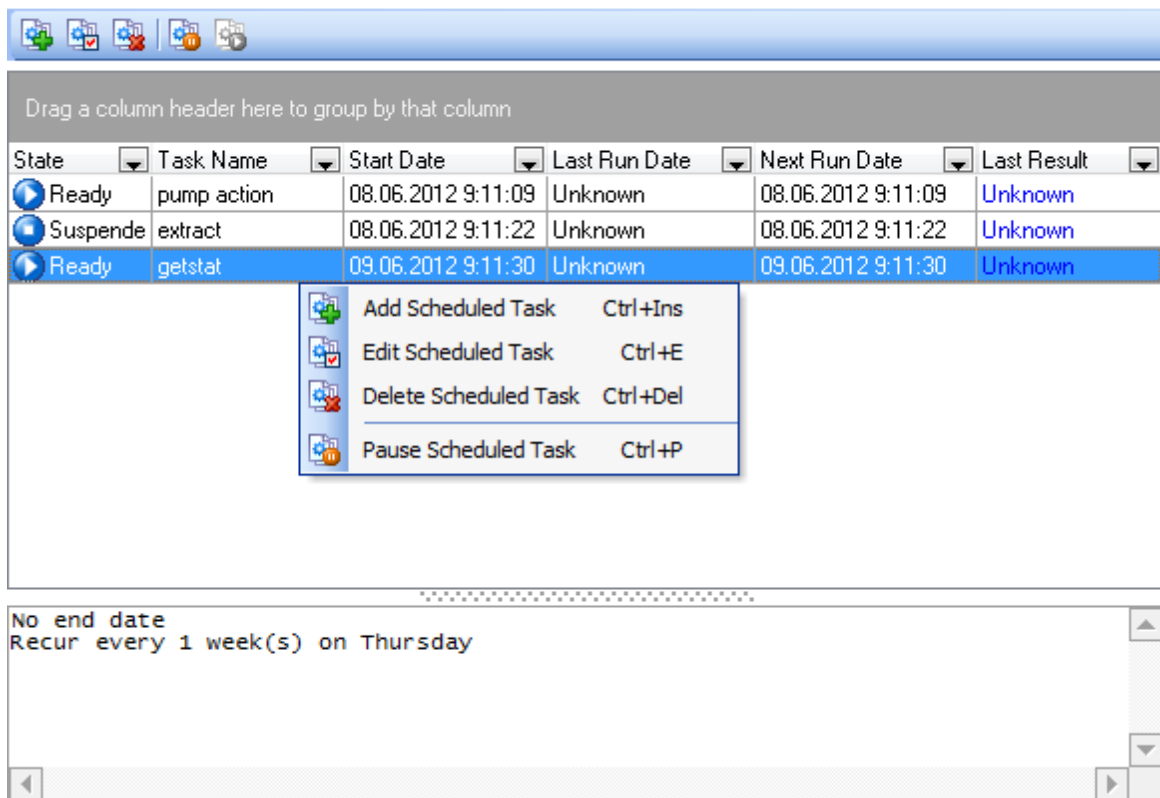 Drag a column header here to group by that column
State Task Name Start Date Last Run Date Next Run Date Last Result
Ready pump action 08.06.2012 9:11:09 Unknown 08.06.2012 9:11:09 Unknown
Suspende extract 08.06.2012 9:11:22 Unknown 08.06.2012 9:11:22 Unknown
Ready getstat 09.06.2012 9:11:30 Unknown 09.06.2012 9:11:30 Unknown
Add Scheduled Task Ctrl+Ins
Edit Scheduled Task Ctrl+E
Delete Scheduled Task Ctrl+Del
Pause Scheduled Task Ctrl+P
No end date
Recur every 1 week(s) on Thursday